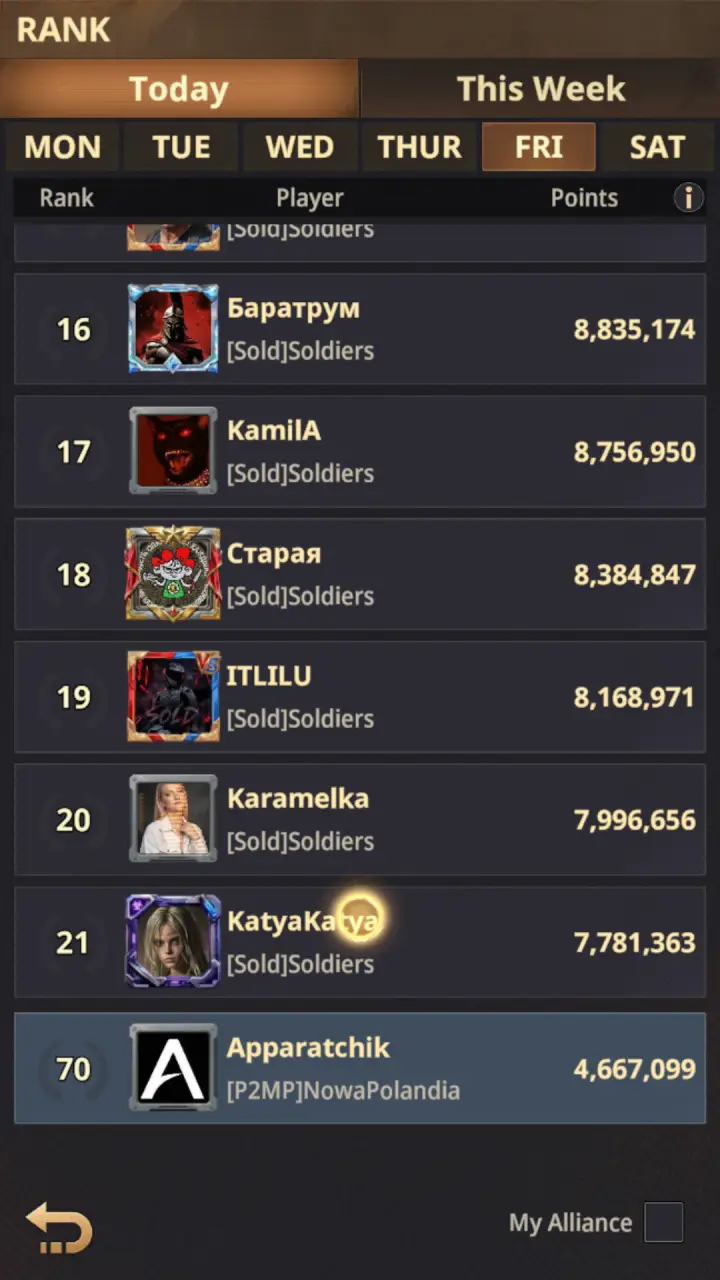 RANK
Today
This Week
MON
TUE
WED
THUR
FRI
SAT
Rank
Player
Points
[Sold]Soldiers
16
Баратрум
[Sold]Soldiers
8,835,174
17
KamilA
[Sold]Soldiers
8,756,950
18
Старая
[Sold]Soldiers
8,384,847
19
ITLILU
[Sold]Soldiers
8,168,971
VS
SOLD
20
Karamelka
[Sold]Soldiers
7,996,656
21
KatyaKatya
[Sold]Soldiers
7,781,363
70
Apparatchik
[P2MP]NowaPolandia
4,667,099
My Alliance